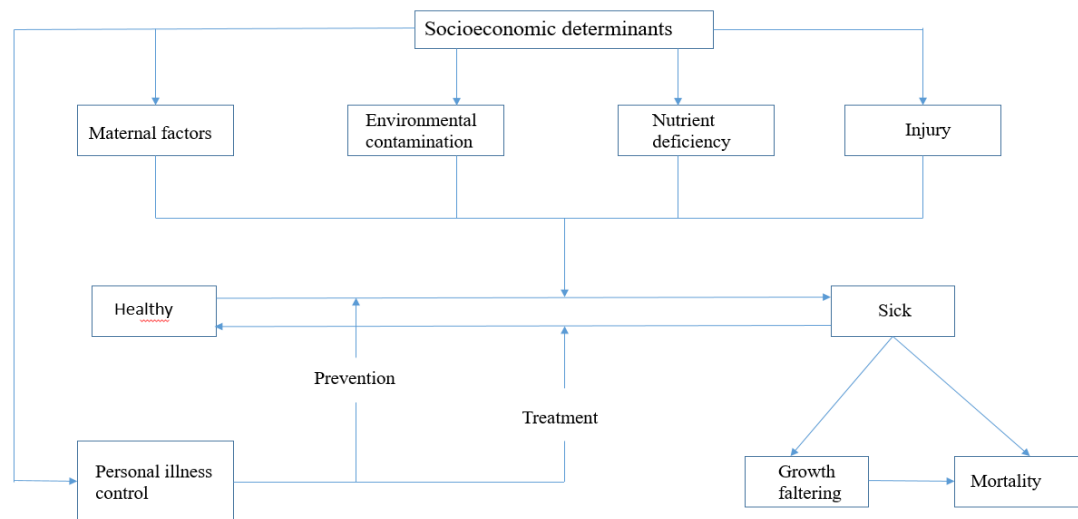 Socioeconomic determinants
Maternal factors
Environmental
contamination
Nutrient
deficiency
Injury
Healthy
Sick
Prevention
Treatment
Personal illness
control
Growth
faltering
Mortality